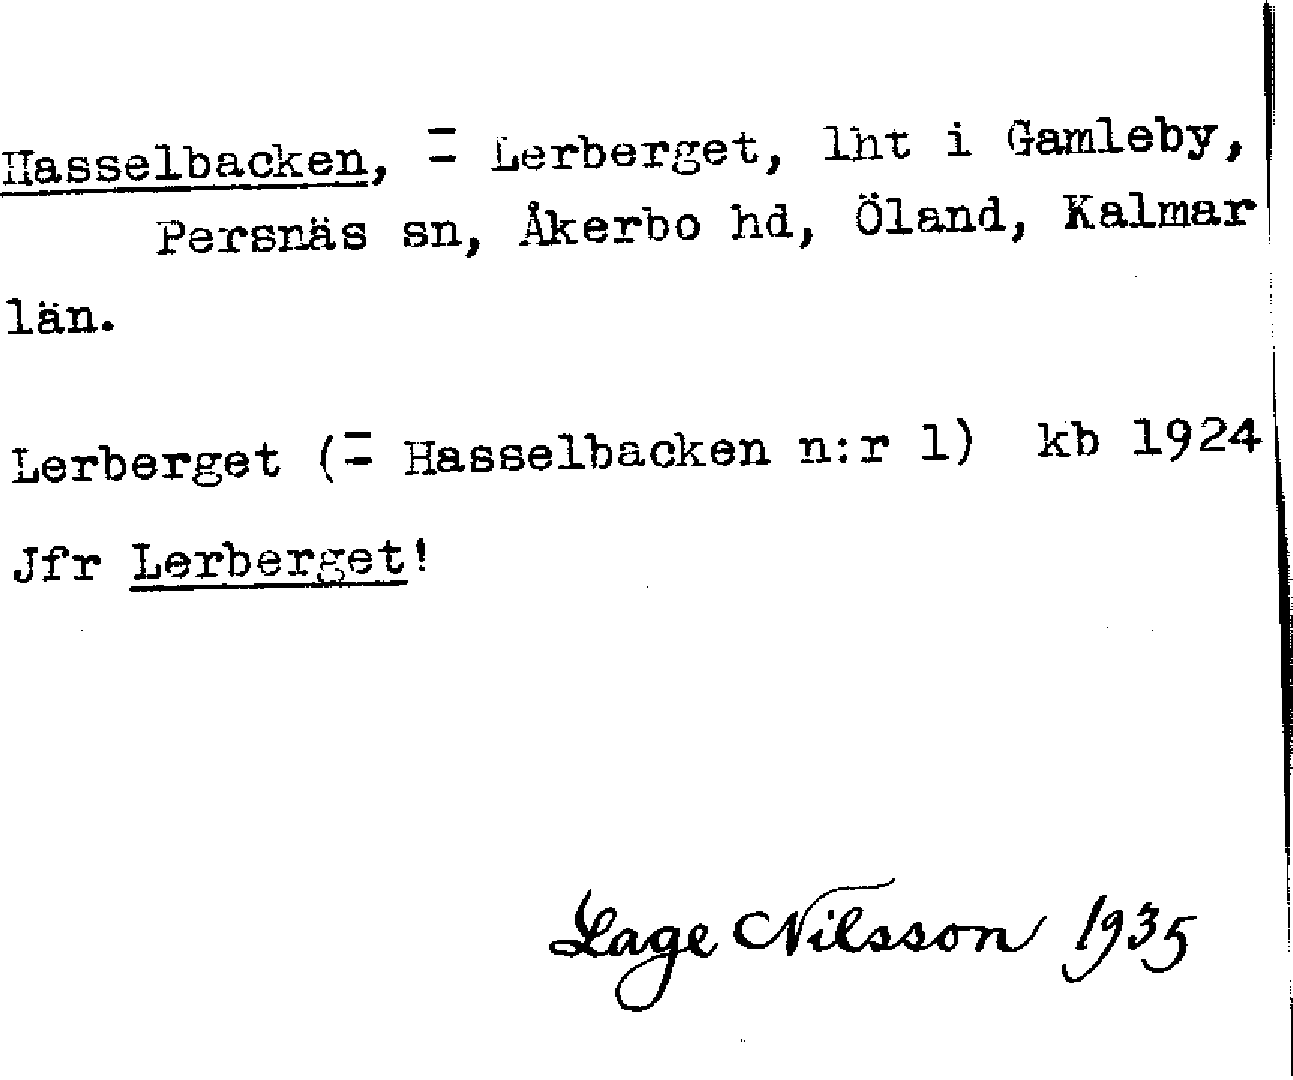 Hasselbacken, = Lerberget, lht i Gamleby,
Persnäs sn, Åkerbo hd, Öland, Kalmar
län.
Lerberget (= Hasselbacken n:r 1) kb 1924
Jfr Lerberget!
Lage Nilsson 1935